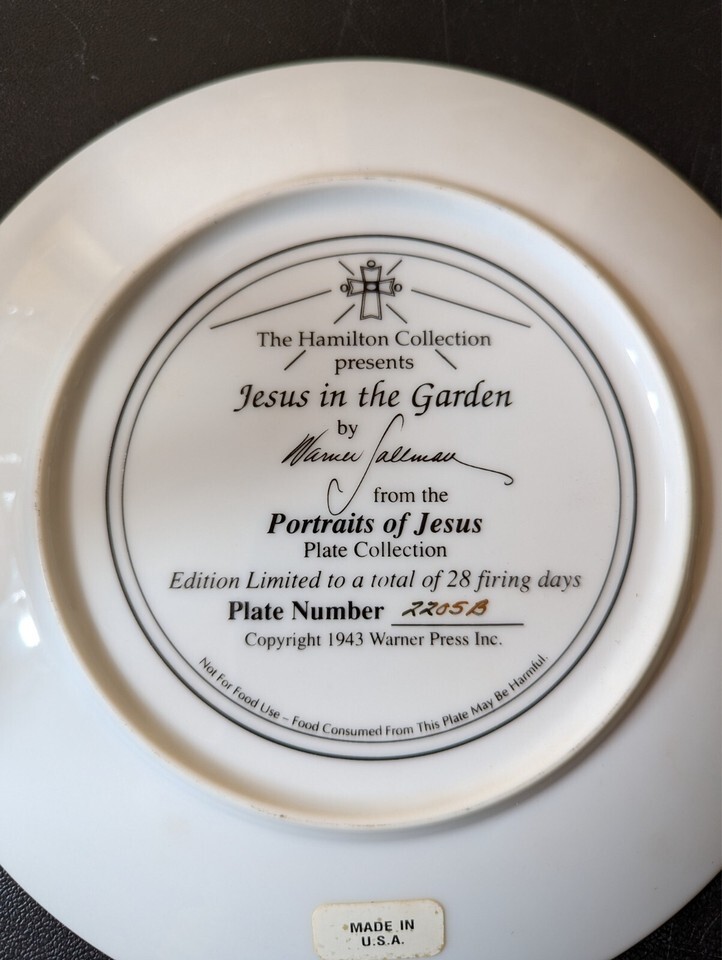 The Hamilton Collection
presents
Jesus in the Garden
by
Warner Sallman
from the
Portraits of Jesus
Plate Collection
Edition Limited to a total of 28 firing days
Plate Number 2205B
Copyright 1943 Warner Press Inc.
Not For Food Use – Food Consumed From This Plate May Be Harmful.
MADE IN
U.S.A.